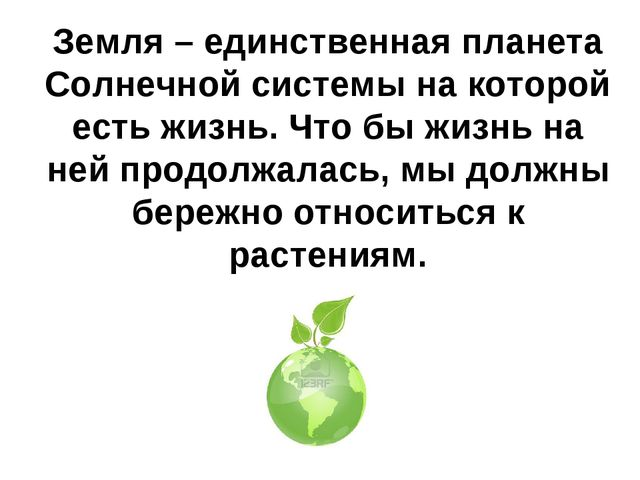 Земля – единственная планета
Солнечной системы на которой
есть жизнь. Что бы жизнь на
ней продолжалась, мы должны
бережно относиться к
растениям.
123RF